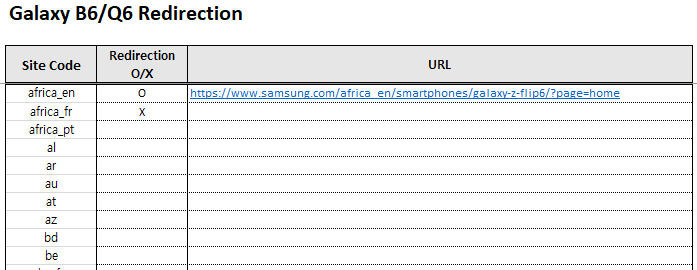 Galaxy B6/Q6 Redirection
Site Code Redirection O/X URL
africa_en O https://www.samsung.com/africa_en/smartphones/galaxy-z-flip6/?page=home
africa_fr X
africa_pt
al
ar
au
at
az
bd
be